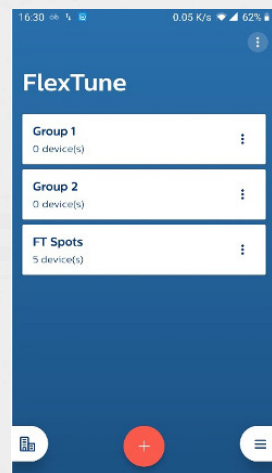 16:30 0.05 K/s 62%
FlexTune
Group 1
0 device(s)
Group 2
0 device(s)
FT Spots
5 device(s)